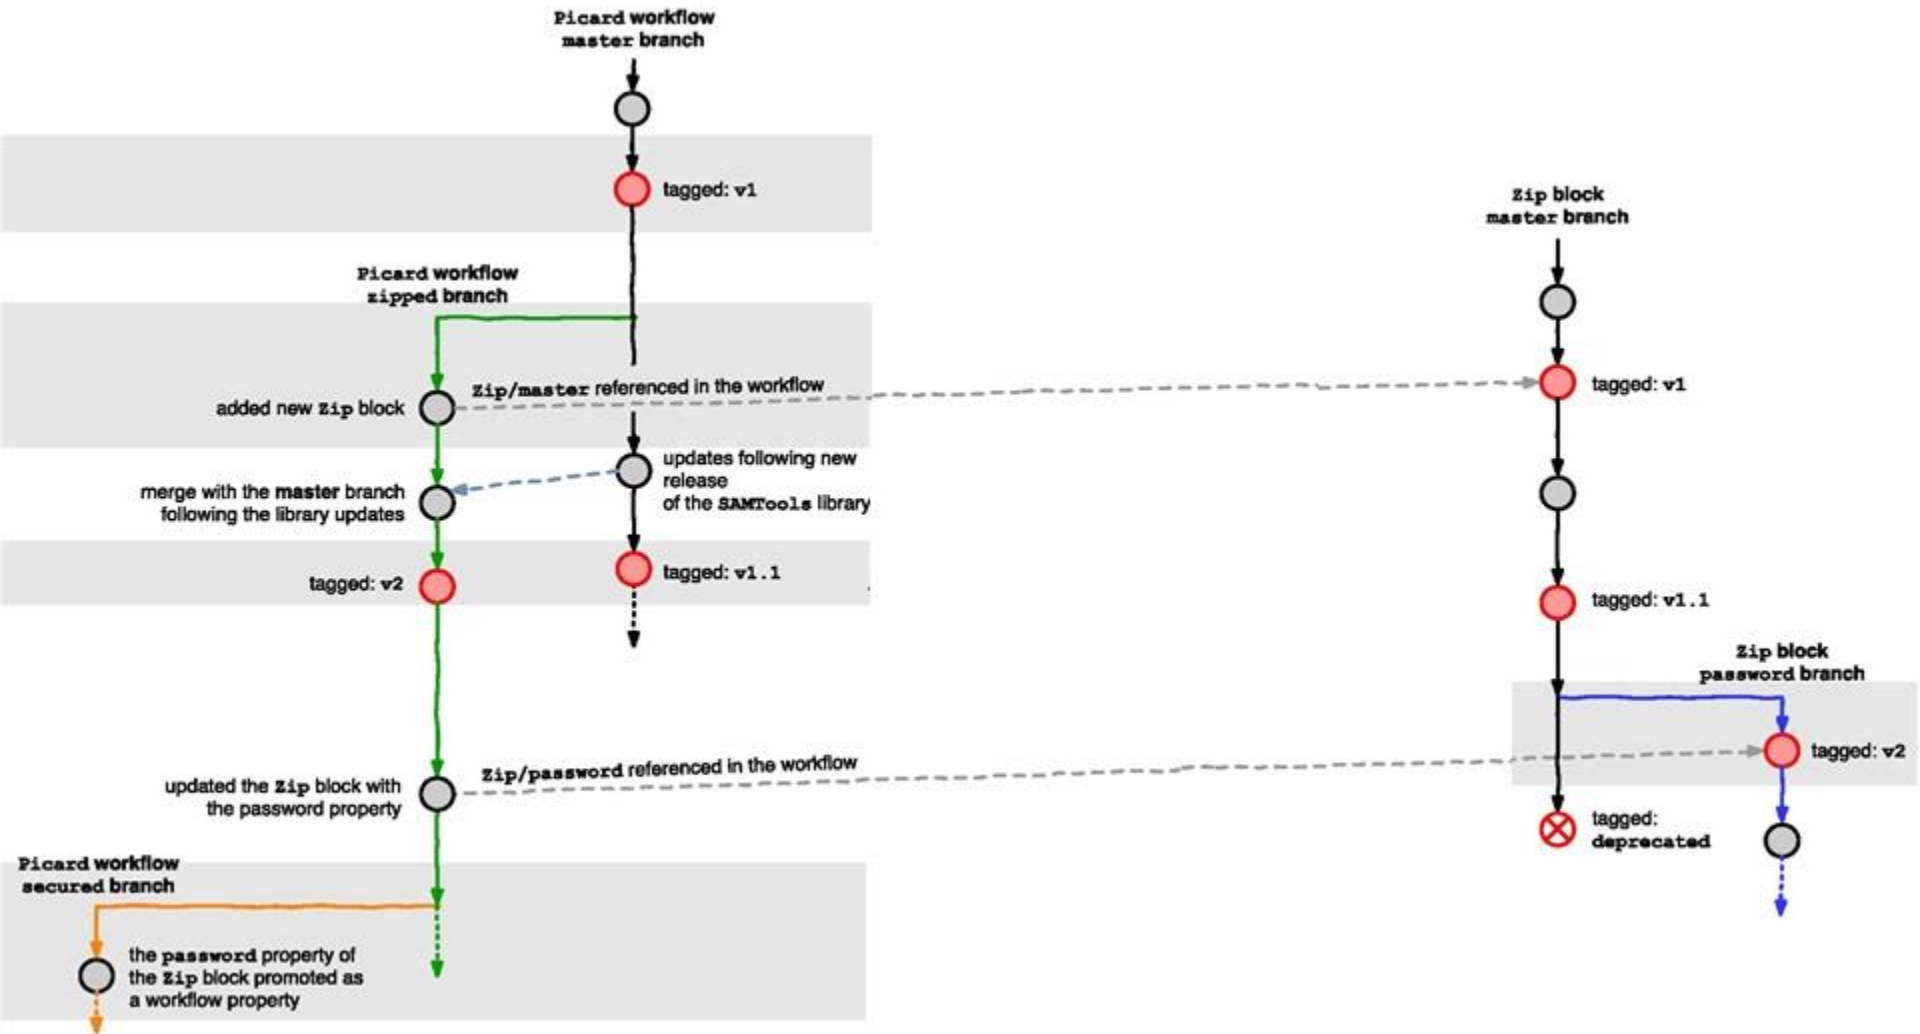 Picard workflow
master branch
tagged: v1
Zip block
master branch
Picard workflow
zipped branch
Zip/master referenced in the workflow
tagged: v1
added new Zip block
updates following new
release
of the SAMTools library
merge with the master branch
following the library updates
tagged: v1.1
tagged: v2
tagged: v1.1
Zip block
password branch
tagged: v2
Zip/password referenced in the workflow
updated the Zip block with
the password property
tagged:
deprecated
Picard workflow
secured branch
the password property of
the Zip block promoted as
a workflow property